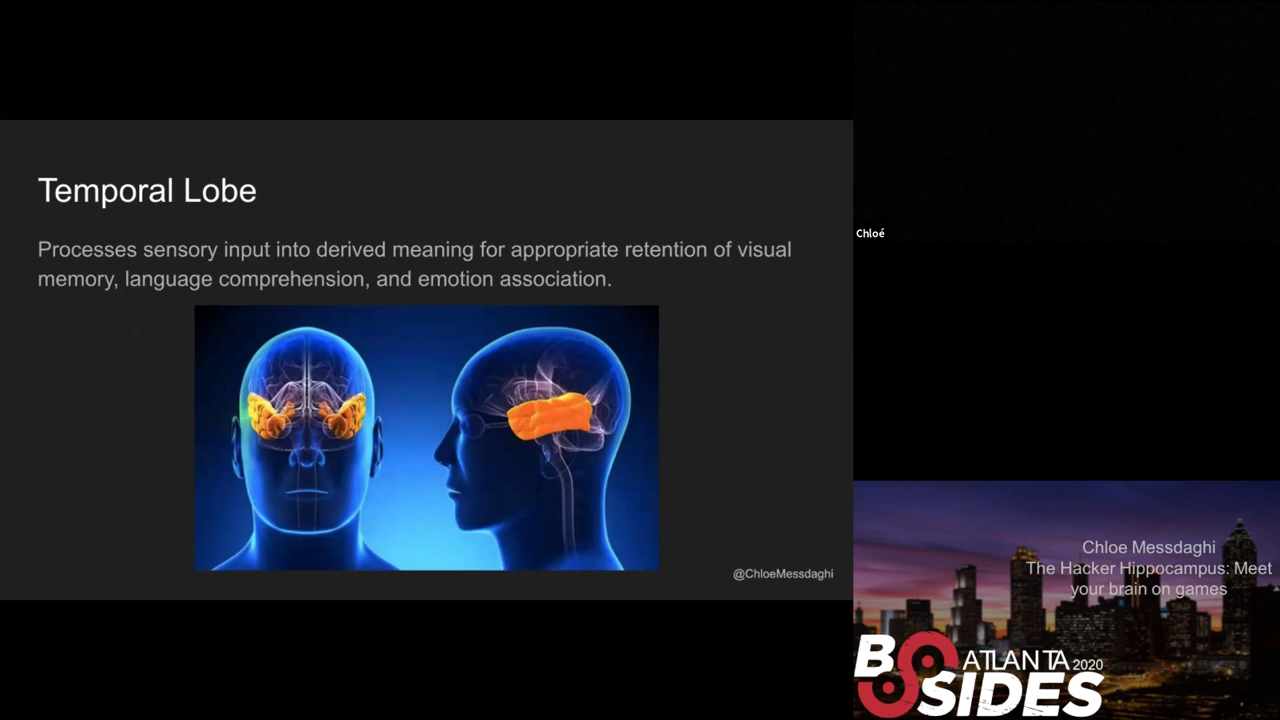 Temporal Lobe
Processes sensory input into derived meaning for appropriate retention of visual
memory, language comprehension, and emotion association.
@ChloeMessdaghi
Chloé
Chloe Messdaghi
The Hacker Hippocampus: Meet
your brain on games
BSIDES
ATLANTA 2020